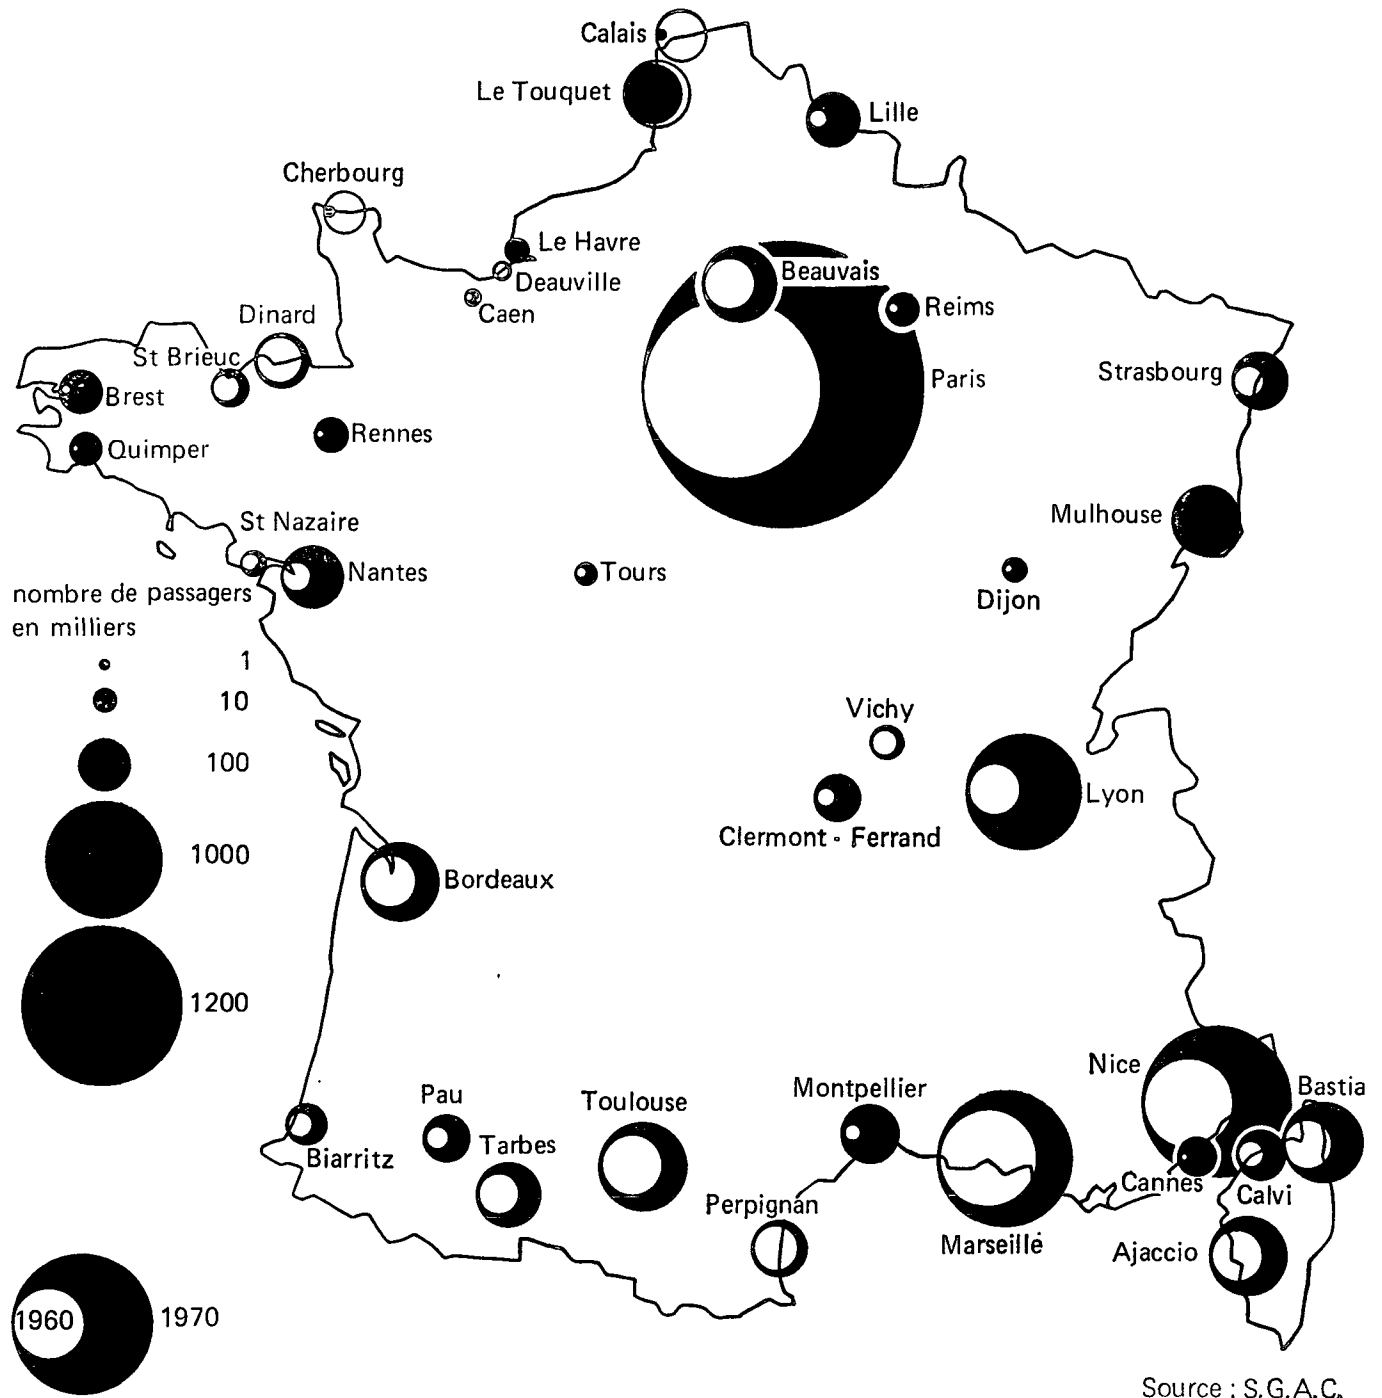 Calais
Le Touquet
Lille
Cherbourg
Le Havre
Deauville
Caen
Beauvais
Reims
Dinard
St Brieuc
Brest
Paris
Strasbourg
Rennes
Quimper
St Nazaire
Nantes
Tours
Mulhouse
Dijon
nombre de passagers
en milliers
1
10
100
1000
1200
Vichy
Clermont - Ferrand
Lyon
Bordeaux
Nice
Bastia
Pau
Toulouse
Montpellier
Tarbes
Biarritz
Perpignan
Marseille
Cannes
Calvi
Ajaccio
1960
1970
Source : S.G.A.C.